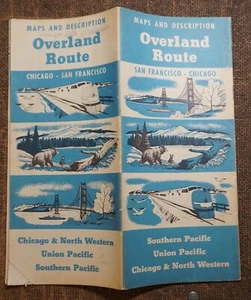 MAPS AND DESCRIPTION
Overland
Route
CHICAGO - SAN FRANCISCO
Chicago & North Western
Union Pacific
Southern Pacific
MAPS AND DESCRIPTION
Overland
Route
SAN FRANCISCO - CHICAGO
Southern Pacific
Union Pacific
Chicago & North Western